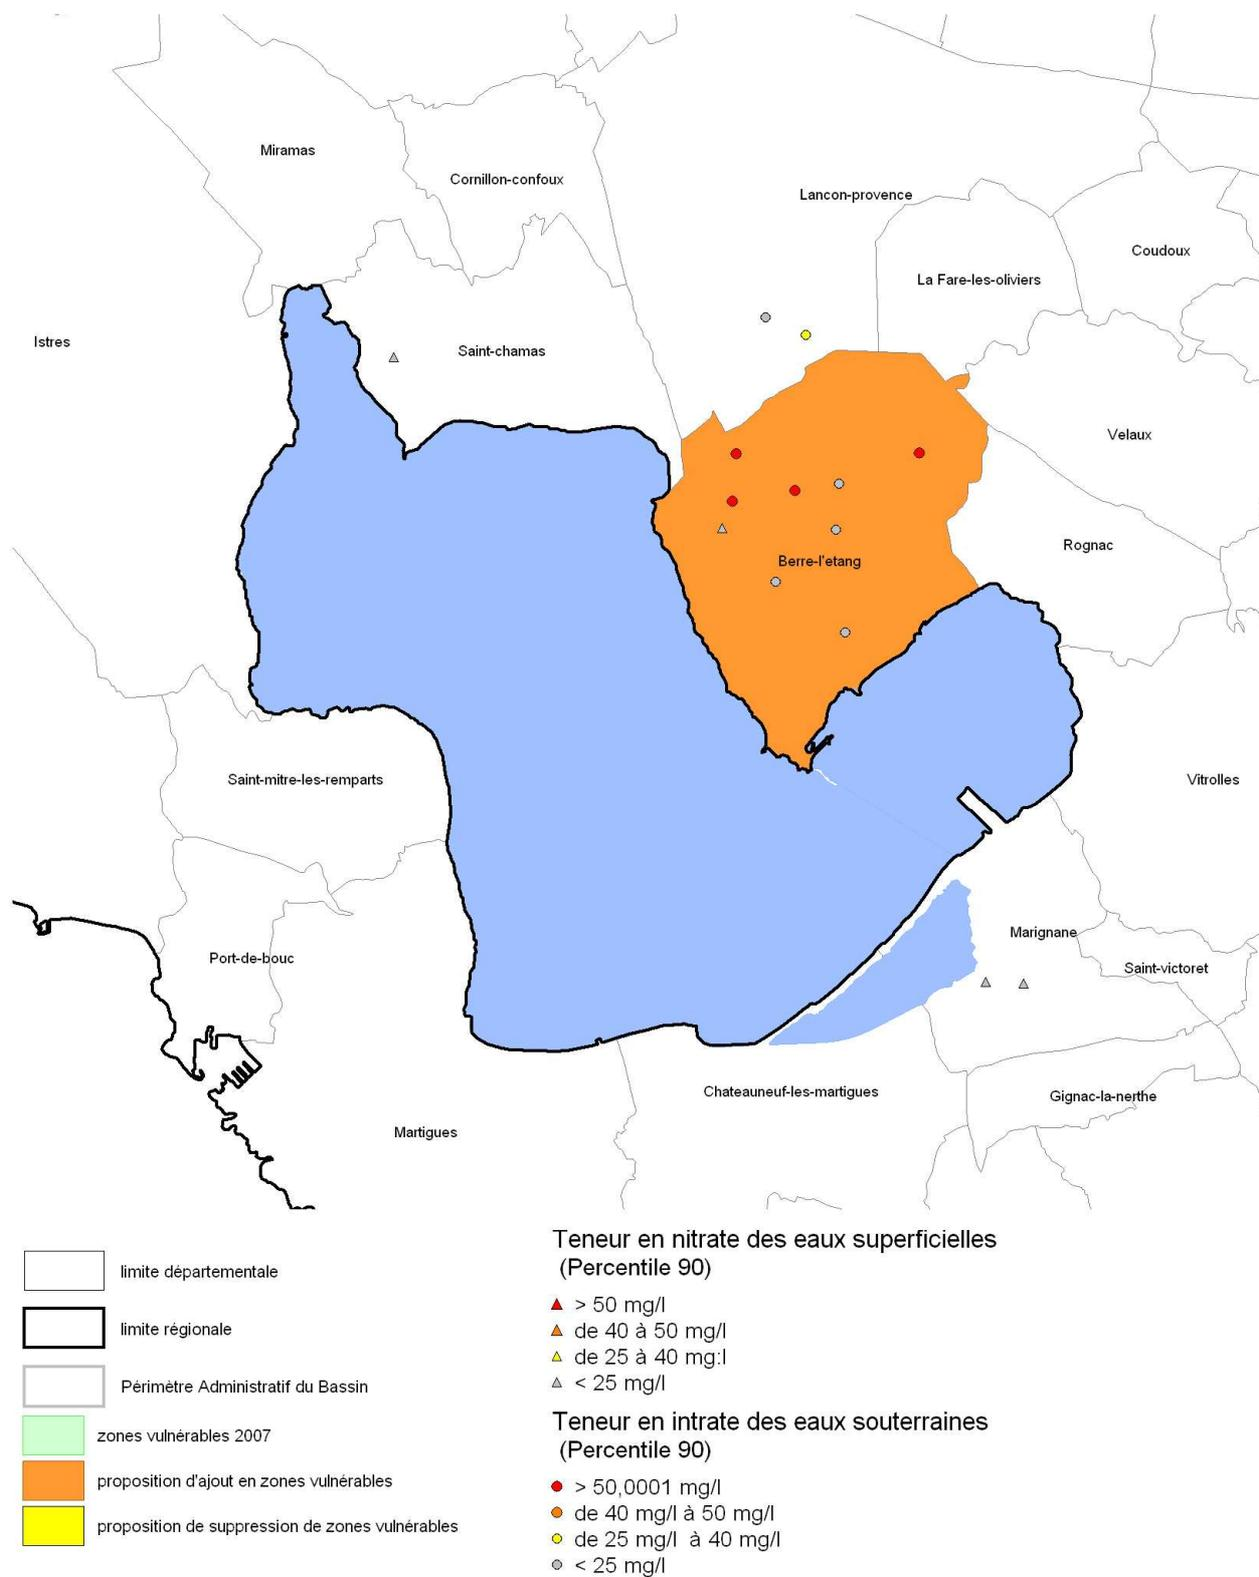 Miramas
Cornillon-confoux
Lancon-provence
Coudoux
La Fare-les-oliviers
Istres
Saint-chamas
Velaux
Rognac
Berre-l'etang
Saint-mitre-les-remparts
Vitrolles
Marignane
Port-de-bouc
Saint-victoret
Chateauneuf-les-martigues
Gignac-la-nerthe
Martigues
limite départementale
limite régionale
Périmètre Administratif du Bassin
zones vulnérables 2007
proposition d'ajout en zones vulnérables
proposition de suppression de zones vulnérables
Teneur en nitrate des eaux superficielles
(Percentile 90)
> 50 mg/l
de 40 à 50 mg/l
de 25 à 40 mg:l
< 25 mg/l
Teneur en intrate des eaux souterraines
(Percentile 90)
> 50,0001 mg/l
de 40 mg/l à 50 mg/l
de 25 mg/l à 40 mg/l
< 25 mg/l